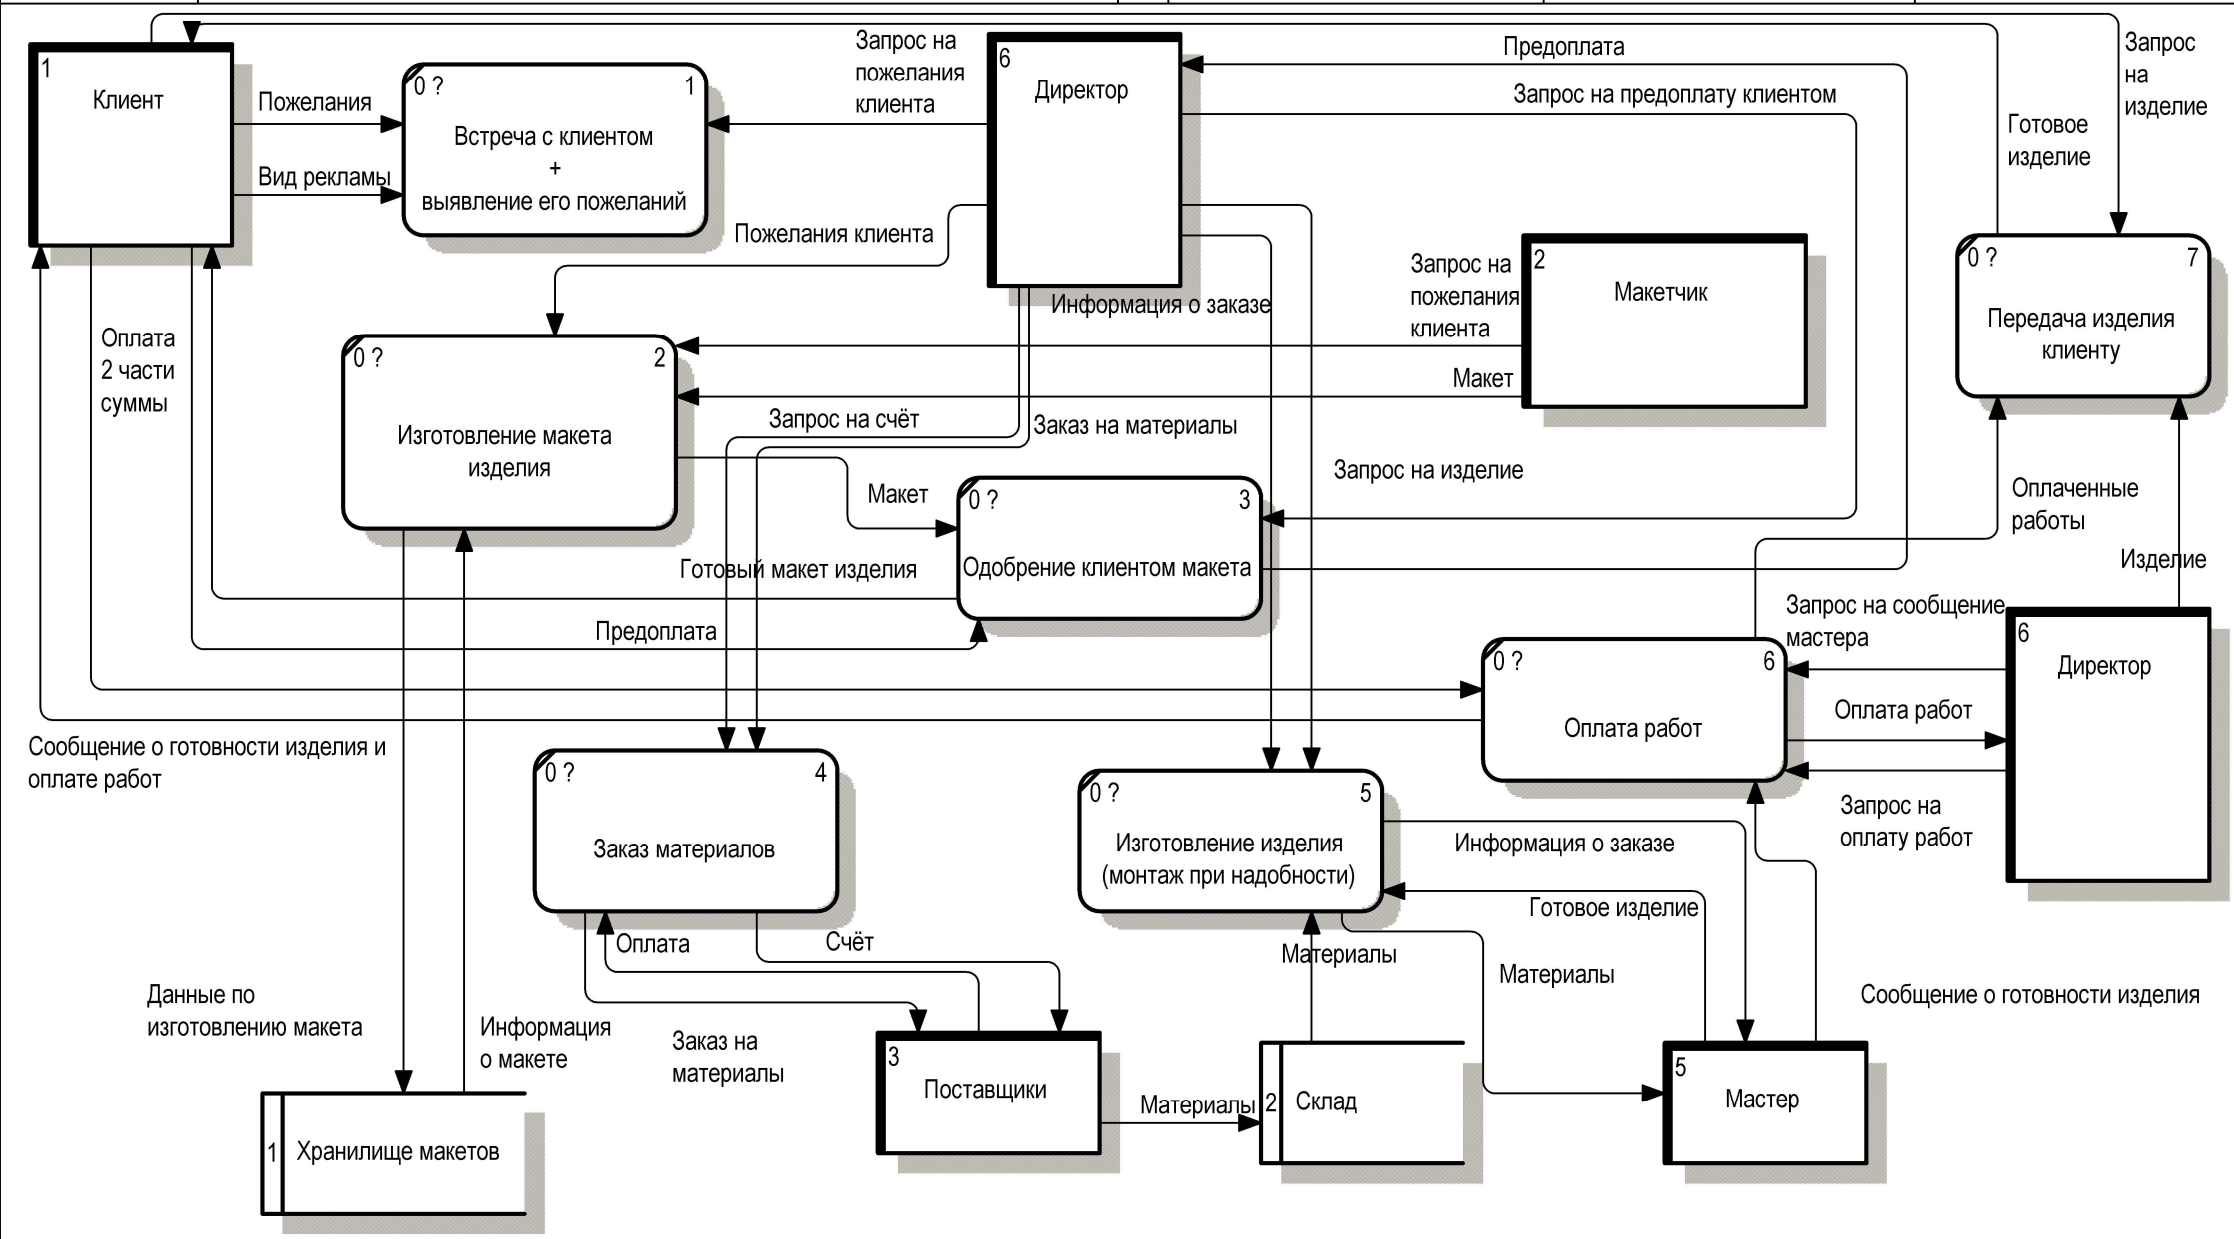 1
Клиент
Пожелания
Вид рекламы
0 ?
1
Встреча с клиентом
+
выявление его пожеланий
Запрос на
пожелания
клиента
6
Директор
Предоплата
Запрос на предоплату клиентом
Запрос
на
изделие
Готовое
изделие
Пожелания клиента
Информация о заказе
Запрос на
пожелания
клиента
2
Макетчик
0 ?
7
Передача изделия
клиенту
Оплата
2 части
суммы
0 ?
2
Изготовление макета
изделия
Макет
Запрос на счёт
Заказ на материалы
Макет
0 ?
3
Одобрение клиентом макета
Запрос на изделие
Оплаченные
работы
Изделие
Готовый макет изделия
Предоплата
Запрос на сообщение
мастера
0 ?
6
Оплата работ
Оплата работ
6
Директор
Запрос на
оплату работ
Сообщение о готовности изделия и
оплате работ
0 ?
4
Заказ материалов
0 ?
5
Изготовление изделия
(монтаж при надобности)
Информация о заказе
Готовое изделие
Оплата
Счёт
Материалы
Материалы
Сообщение о готовности изделия
Данные по
изготовлению макета
Информация
о макете
Заказ на
материалы
3
Поставщики
Материалы
2
Склад
5
Мастер
1
Хранилище макетов